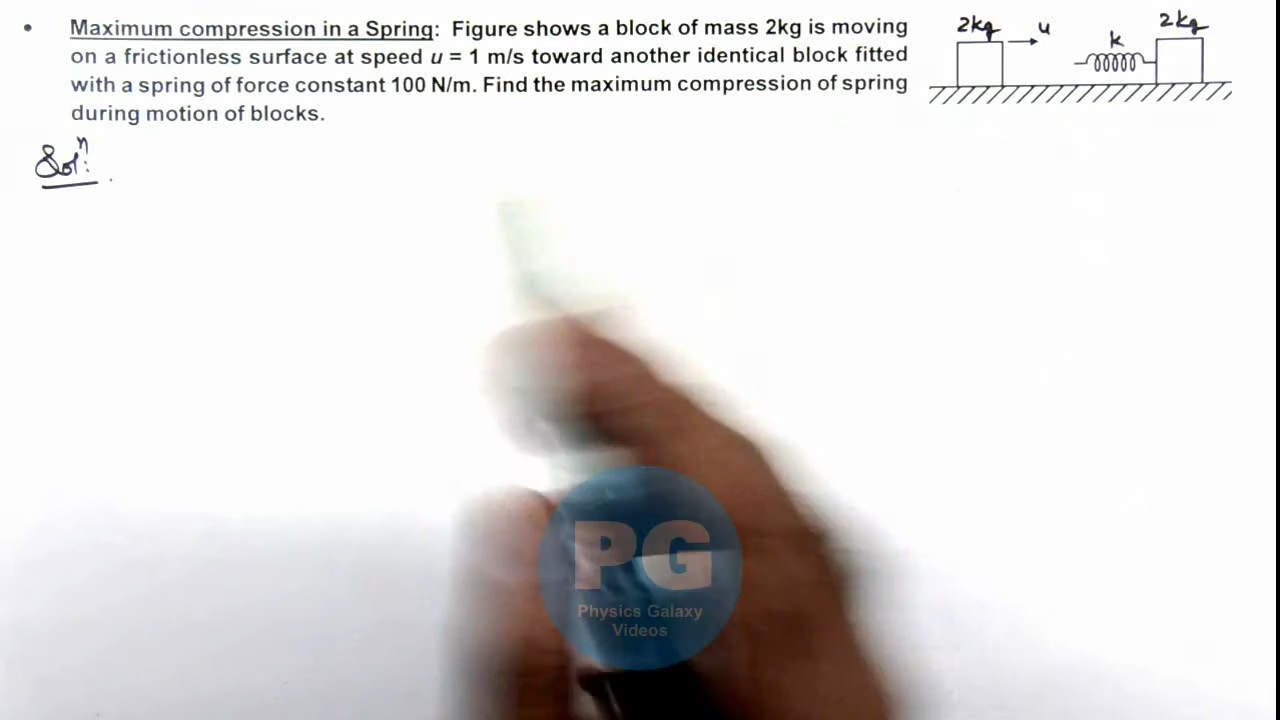 • Maximum compression in a Spring: Figure shows a block of mass 2kg is moving
on a frictionless surface at speed u = 1 m/s toward another identical block fitted
with a spring of force constant 100 N/m. Find the maximum compression of spring
during motion of blocks.
2kg u k 2kg
Solⁿ:
PG
Physics Galaxy
Videos